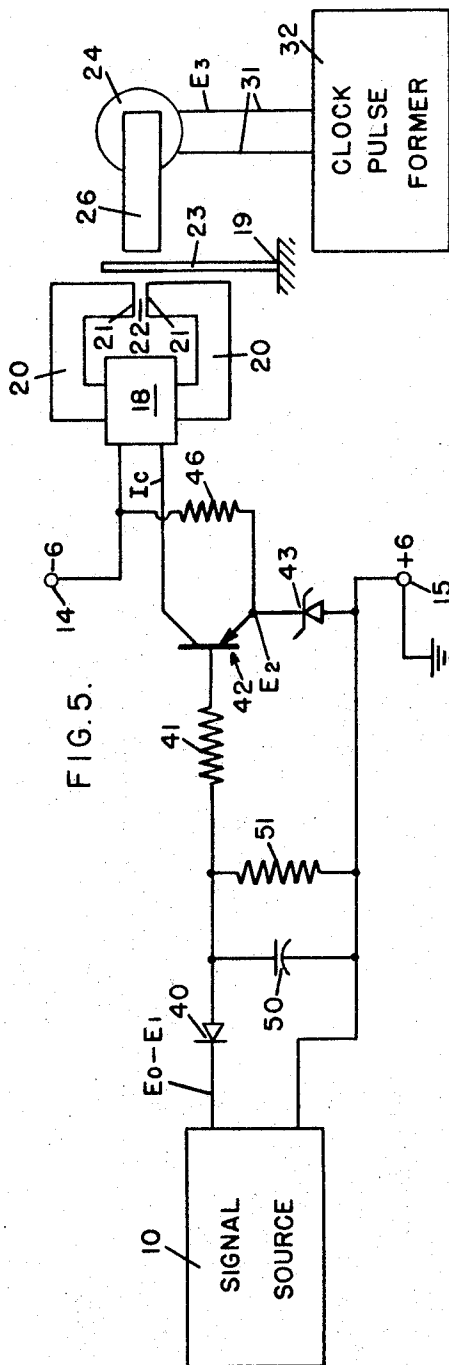 FIG. 5.
10
SIGNAL
SOURCE
E0-E1
40
50
51
41
42
E2
43
46
Ic
14
-6
15
+6
18
20
20
21
22
21
23
19
24
26
E3
31
32
CLOCK
PULSE
FORMER